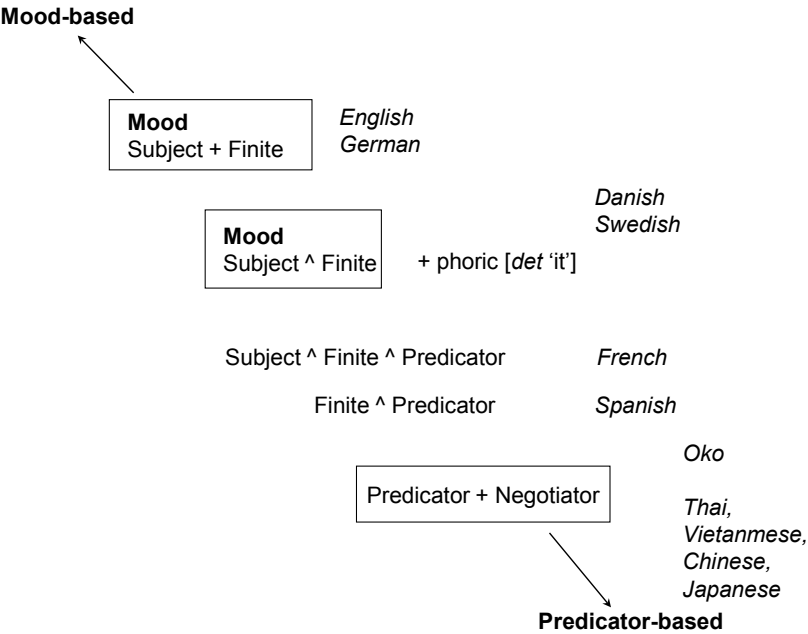 Mood-based
Mood
Subject + Finite
English
German
Danish
Swedish
Mood
Subject ^ Finite
+ phoric [det ‘it’]
Subject ^ Finite ^ Predicator
French
Finite ^ Predicator
Spanish
Oko
Predicator + Negotiator
Thai,
Vietanmese,
Chinese,
Japanese
Predicator-based